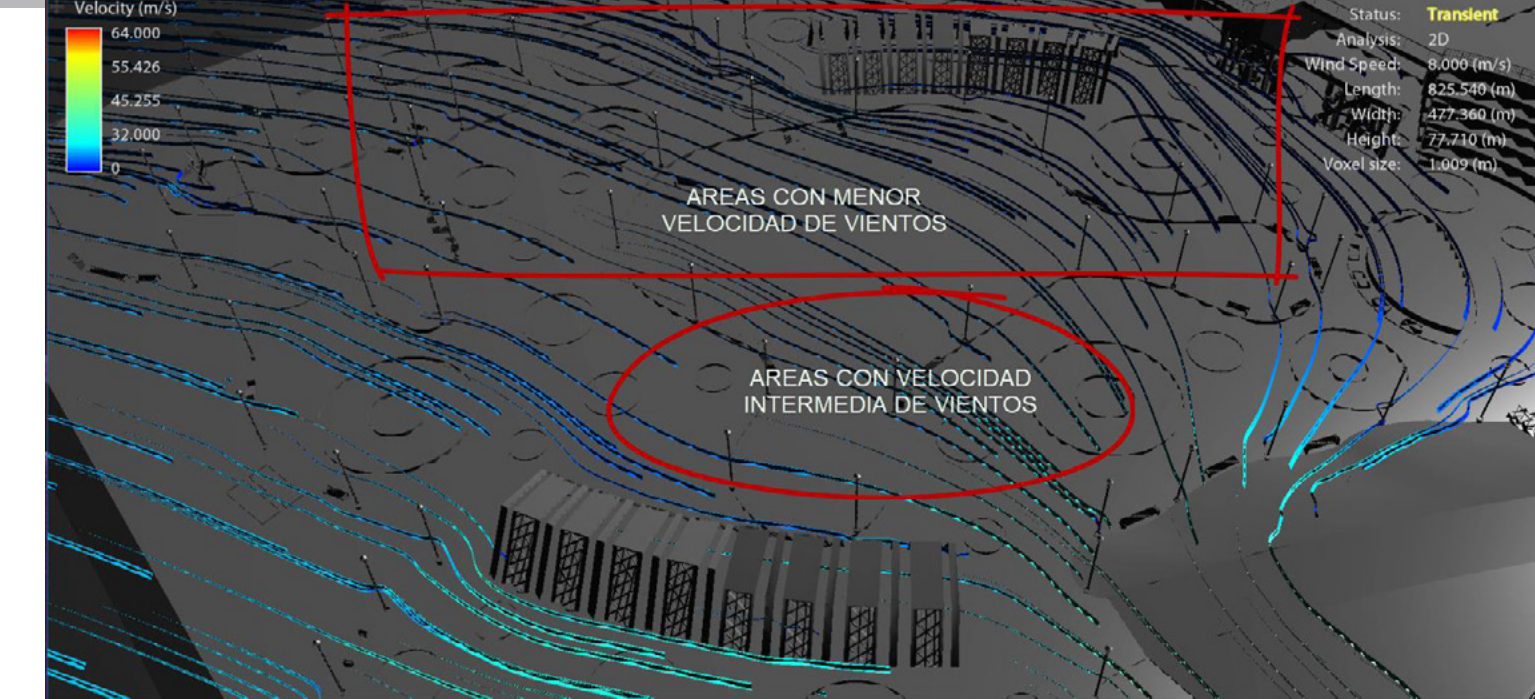 Velocity (m/s)
64.000
55.426
45.255
32.000
0
Status: Transient
Analysis: 2D
Wind Speed: 8.000 (m/s)
Length: 825.540 (m)
Width: 477.360 (m)
Height: 77.710 (m)
Voxel size: 1.009 (m)
AREAS CON MENOR
VELOCIDAD DE VIENTOS
AREAS CON VELOCIDAD
INTERMEDIA DE VIENTOS